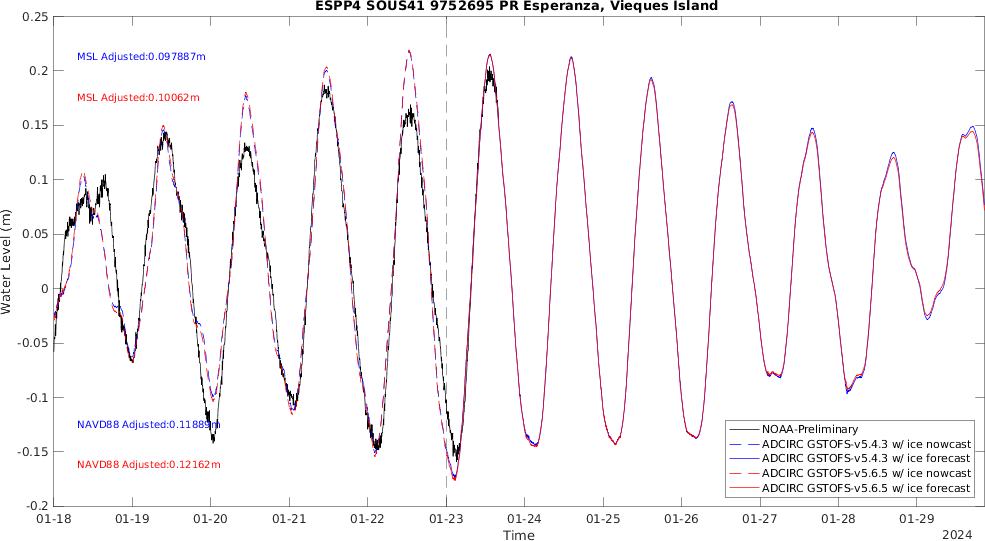 ESPP4 SOUS41 9752695 PR Esperanza, Vieques Island
0.25
0.2
0.15
0.1
0.05
0
-0.05
-0.1
-0.15
-0.2
Water Level (m)
MSL Adjusted:0.097887m
MSL Adjusted:0.10062m
NAVD88 Adjusted:0.11889m
NAVD88 Adjusted:0.12162m
NOAA-Preliminary
ADCIRC GSTOFS-v5.4.3 w/ ice nowcast
ADCIRC GSTOFS-v5.4.3 w/ ice forecast
ADCIRC GSTOFS-v5.6.5 w/ ice nowcast
ADCIRC GSTOFS-v5.6.5 w/ ice forecast
01-18 01-19 01-20 01-21 01-22 01-23 01-24 01-25 01-26 01-27 01-28 01-29
Time
2024